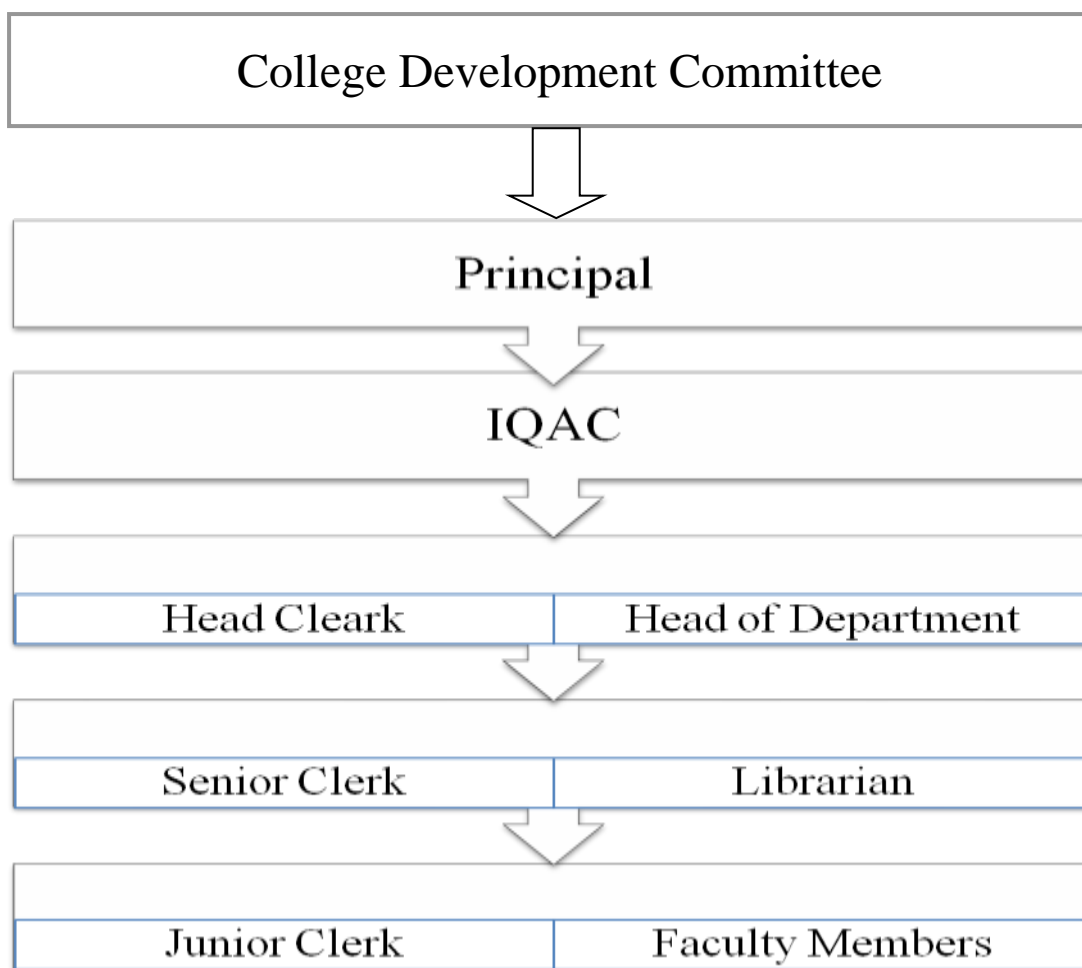 College Development Committee
Principal
IQAC
Head Cleark Head of Department
Senior Clerk Librarian
Junior Clerk Faculty Members